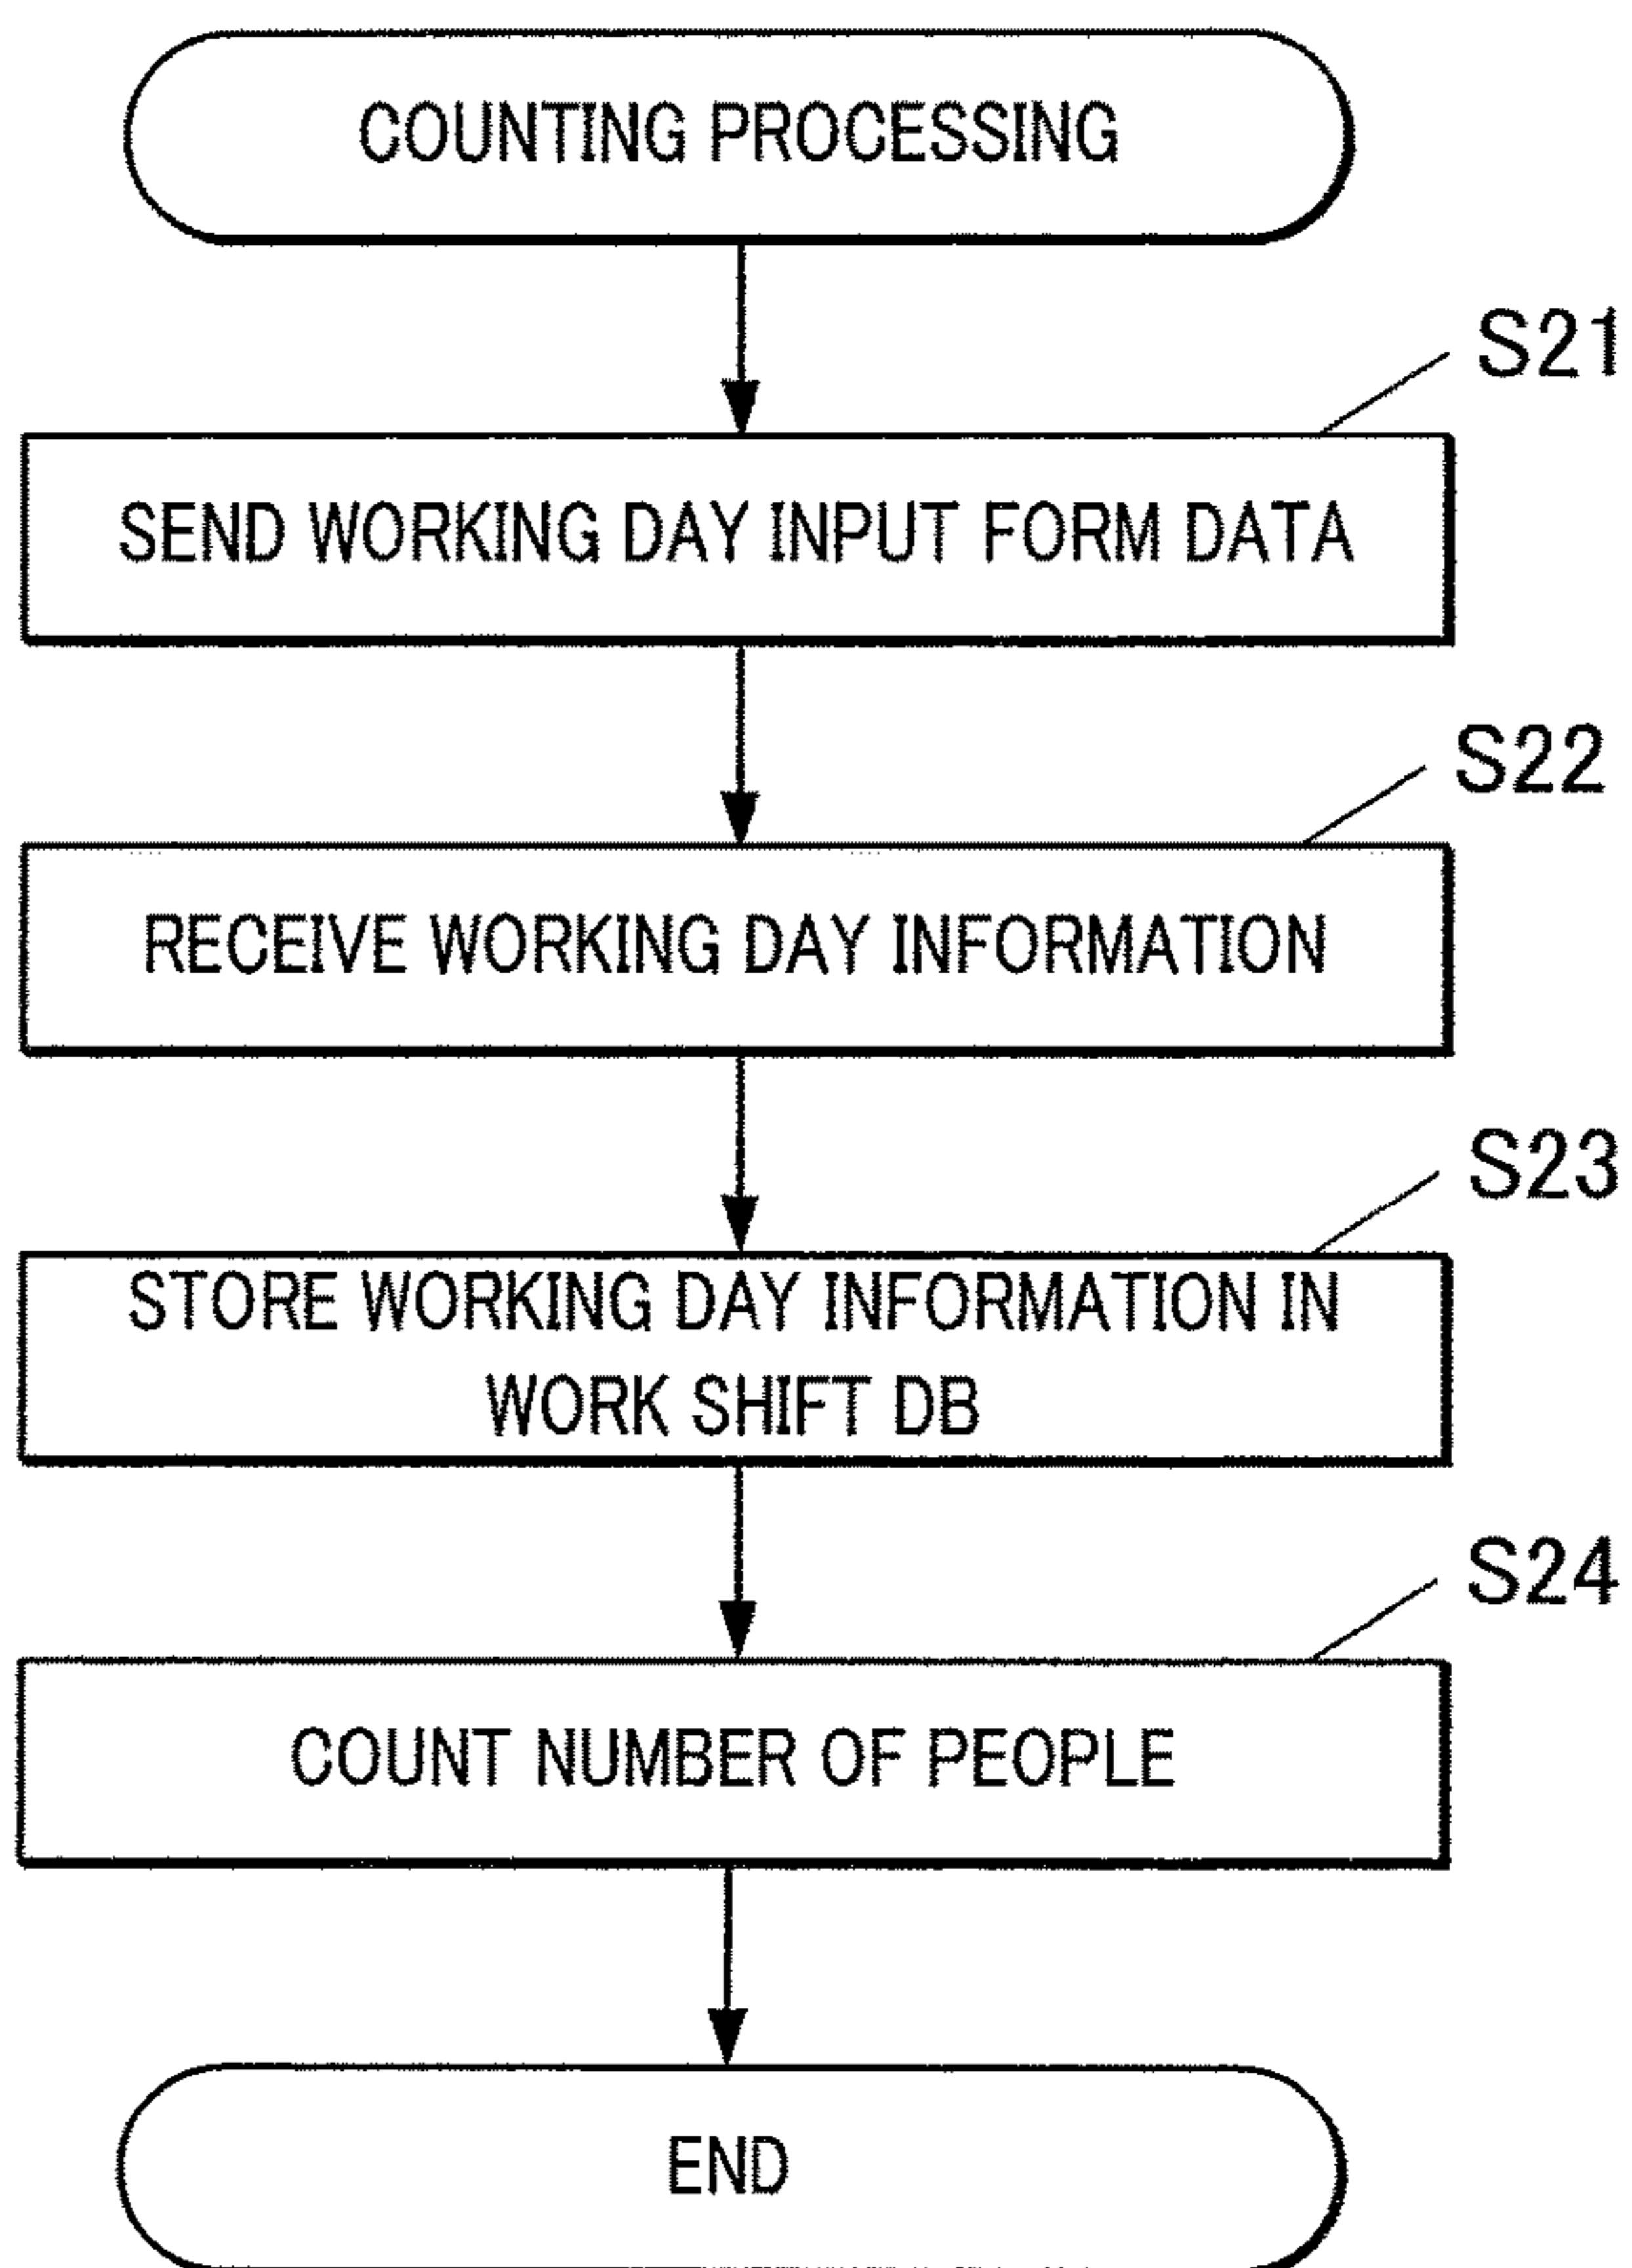 COUNTING PROCESSING
S21
SEND WORKING DAY INPUT FORM DATA
S22
RECEIVE WORKING DAY INFORMATION
S23
STORE WORKING DAY INFORMATION IN
WORK SHIFT DB
S24
COUNT NUMBER OF PEOPLE
END